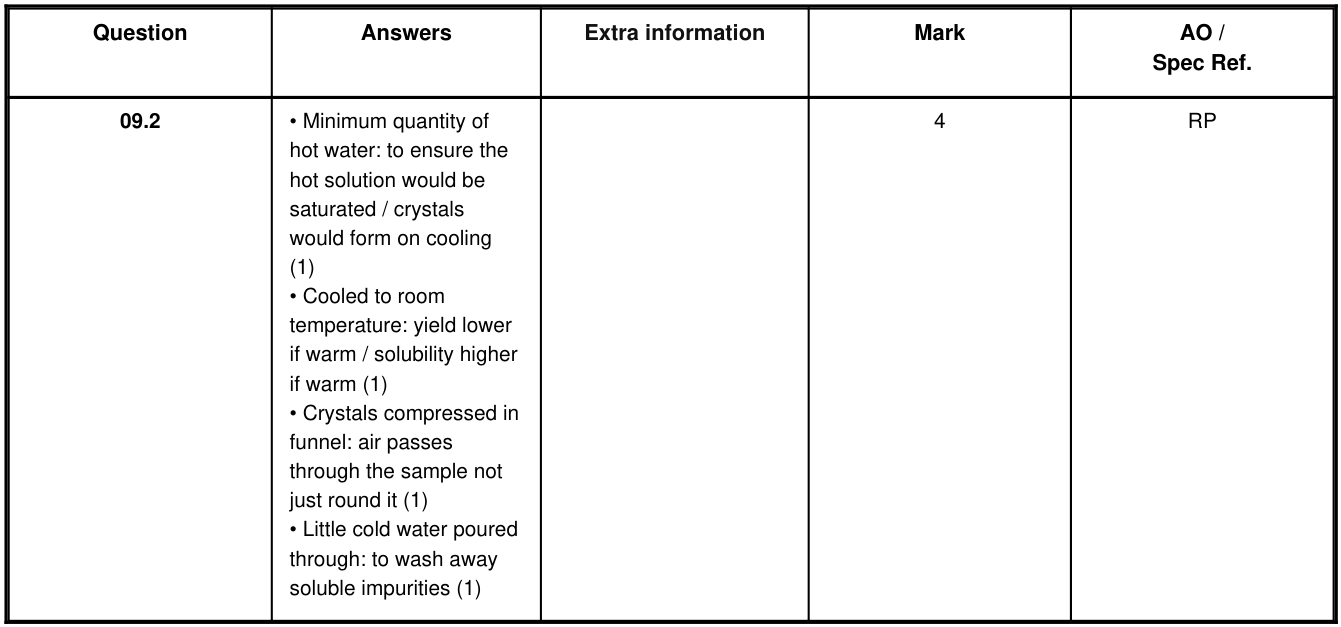 Question Answers Extra information Mark AO /
Spec Ref.
09.2 • Minimum quantity of 4 RP
hot water: to ensure the
hot solution would be
saturated / crystals
would form on cooling
(1)
• Cooled to room
temperature: yield lower
if warm / solubility higher
if warm (1)
• Crystals compressed in
funnel: air passes
through the sample not
just round it (1)
• Little cold water poured
through: to wash away
soluble impurities (1)